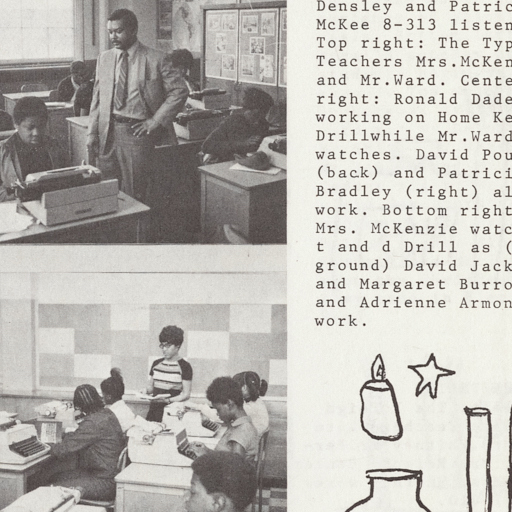 Densley and Patric
McKee 8-313 listen
Top right: The Typ
Teachers Mrs.McKen
and Mr.Ward. Cente
right: Ronald Dade
working on Home Ke
Drillwhile Mr.Ward
watches. David Pou
(back) and Patrici
Bradley (right) al
work. Bottom right
Mrs. McKenzie watc
t and d Drill as (
ground) David Jack
and Margaret Burro
and Adrienne Armon
work.